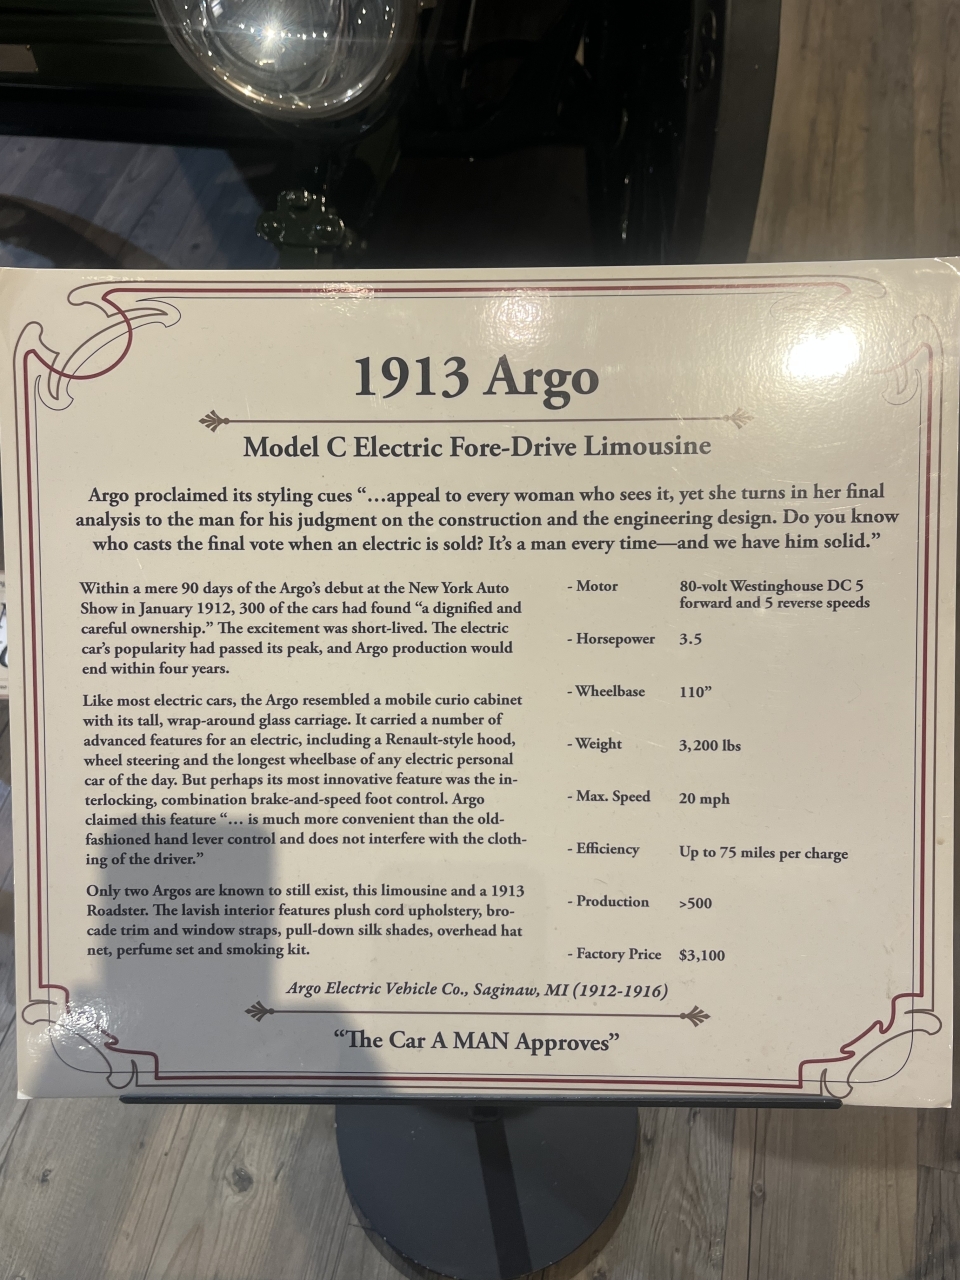 1913 Argo
Model C Electric Fore-Drive Limousine
Argo proclaimed its styling cues “…appeal to every woman who sees it, yet she turns in her final
analysis to the man for his judgment on the construction and the engineering design. Do you know
who casts the final vote when an electric is sold? It’s a man every time—and we have him solid.”
Within a mere 90 days of the Argo’s debut at the New York Auto
Show in January 1912, 300 of the cars had found “a dignified and
careful ownership.” The excitement was short-lived. The electric
car’s popularity had passed its peak, and Argo production would
end within four years.
Like most electric cars, the Argo resembled a mobile curio cabinet
with its tall, wrap-around glass carriage. It carried a number of
advanced features for an electric, including a Renault-style hood,
wheel steering and the longest wheelbase of any electric personal
car of the day. But perhaps its most innovative feature was the in-
terlocking, combination brake-and-speed foot control. Argo
claimed this feature “… is much more convenient than the old-
fashioned hand lever control and does not interfere with the cloth-
ing of the driver.”
Only two Argos are known to still exist, this limousine and a 1913
Roadster. The lavish interior features plush cord upholstery, bro-
cade trim and window straps, pull-down silk shades, overhead hat
net, perfume set and smoking kit.
- Motor 80-volt Westinghouse DC 5
forward and 5 reverse speeds
- Horsepower 3.5
- Wheelbase 110”
- Weight 3,200 lbs
- Max. Speed 20 mph
- Efficiency Up to 75 miles per charge
- Production >500
- Factory Price $3,100
Argo Electric Vehicle Co., Saginaw, MI (1912-1916)
“The Car A MAN Approves”